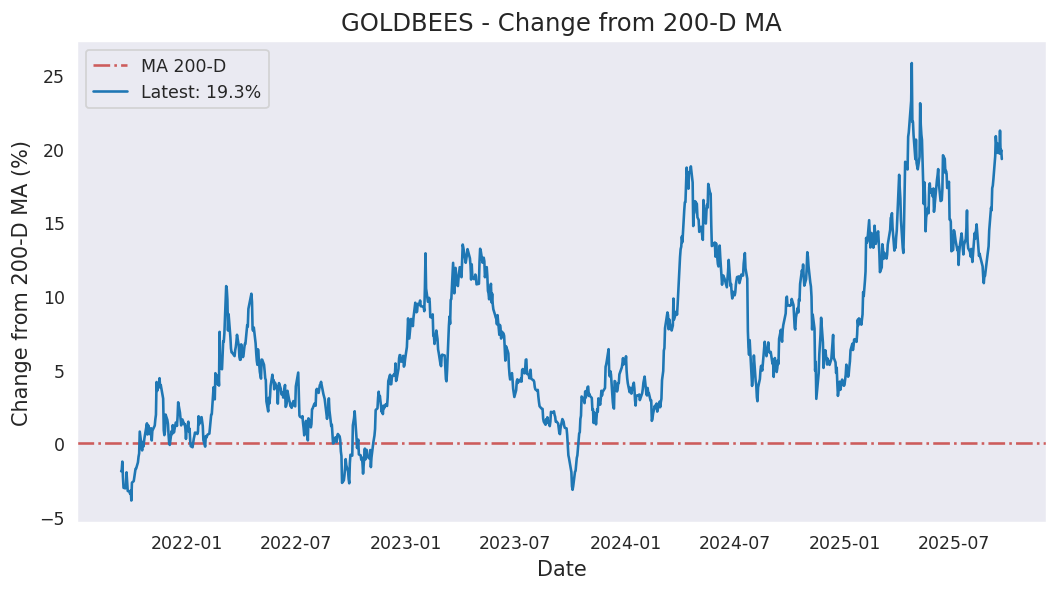 GOLDBEES - Change from 200-D MA
MA 200-D
Latest: 19.3%
Change from 200-D MA (%)
25
20
15
10
5
0
−5
2022-01 2022-07 2023-01 2023-07 2024-01 2024-07 2025-01 2025-07
Date